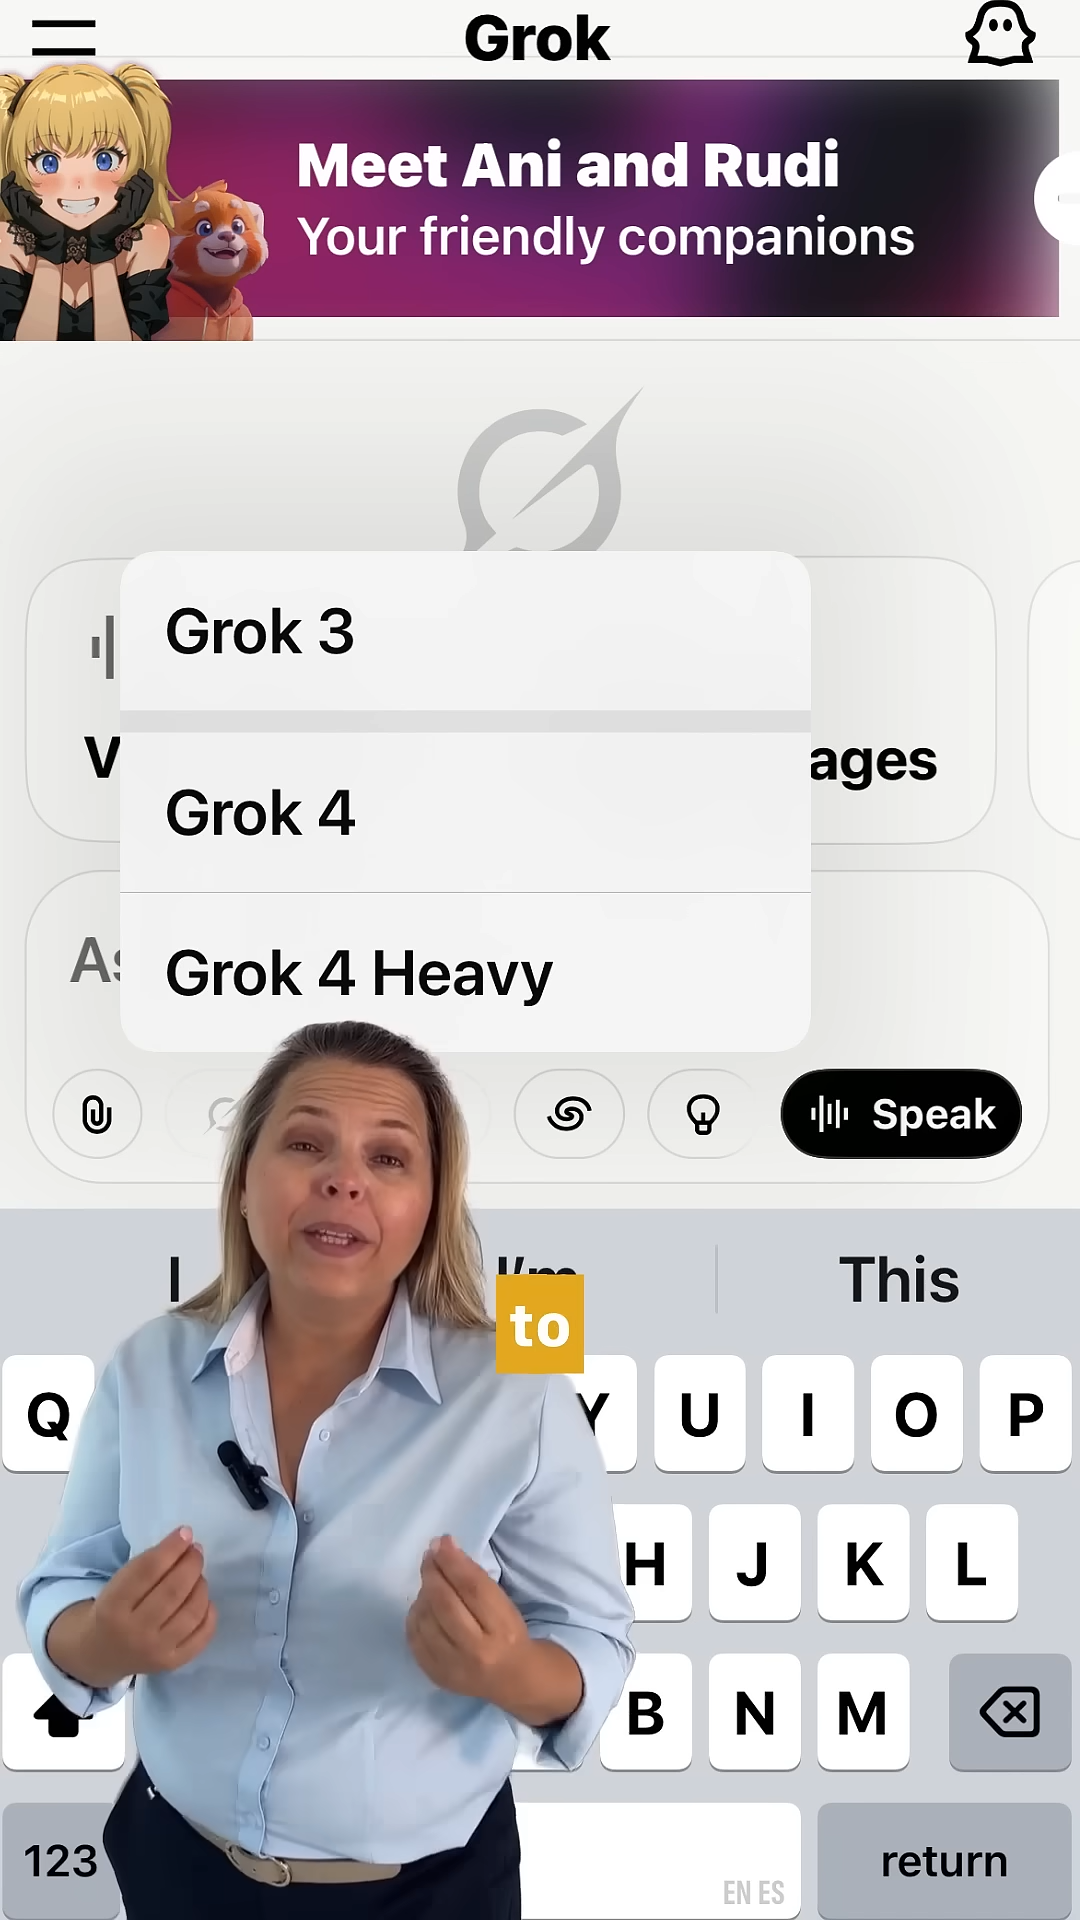 Grok
Meet Ani and Rudi
Your friendly companions
Grok 3
V
ages
Grok 4
As
Grok 4 Heavy
Speak
I
I'm
This
to
Q
Y
U
I
O
P
H
J
K
L
B
N
M
123
EN ES
return